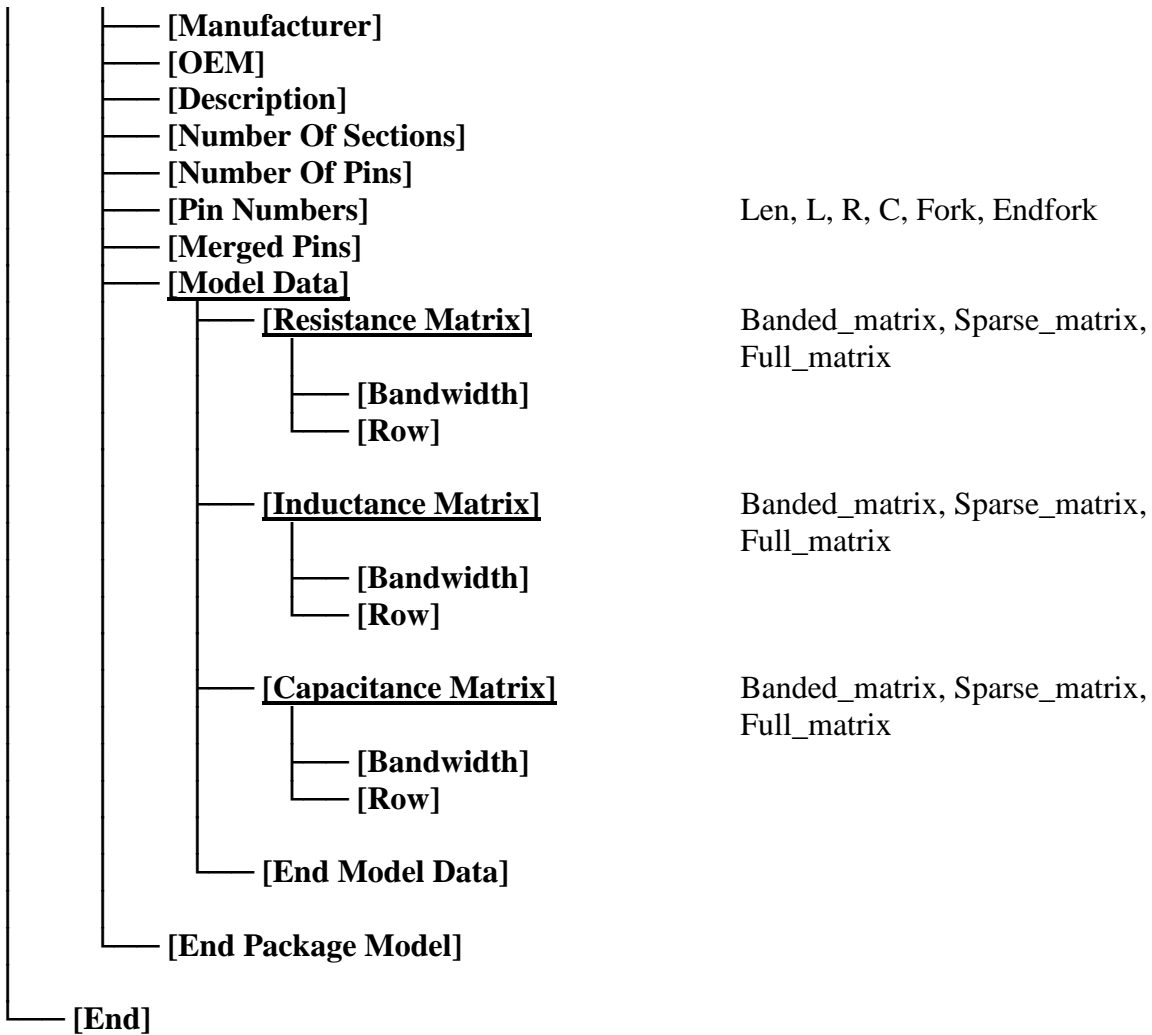 [Manufacturer]
[OEM]
[Description]
[Number Of Sections]
[Number Of Pins]
[Pin Numbers] Len, L, R, C, Fork, Endfork
[Merged Pins]
[Model Data]
[Resistance Matrix] Banded_matrix, Sparse_matrix,
Full_matrix
[Bandwidth]
[Row]
[Inductance Matrix] Banded_matrix, Sparse_matrix,
Full_matrix
[Bandwidth]
[Row]
[Capacitance Matrix] Banded_matrix, Sparse_matrix,
Full_matrix
[Bandwidth]
[Row]
[End Model Data]
[End Package Model]
[End]